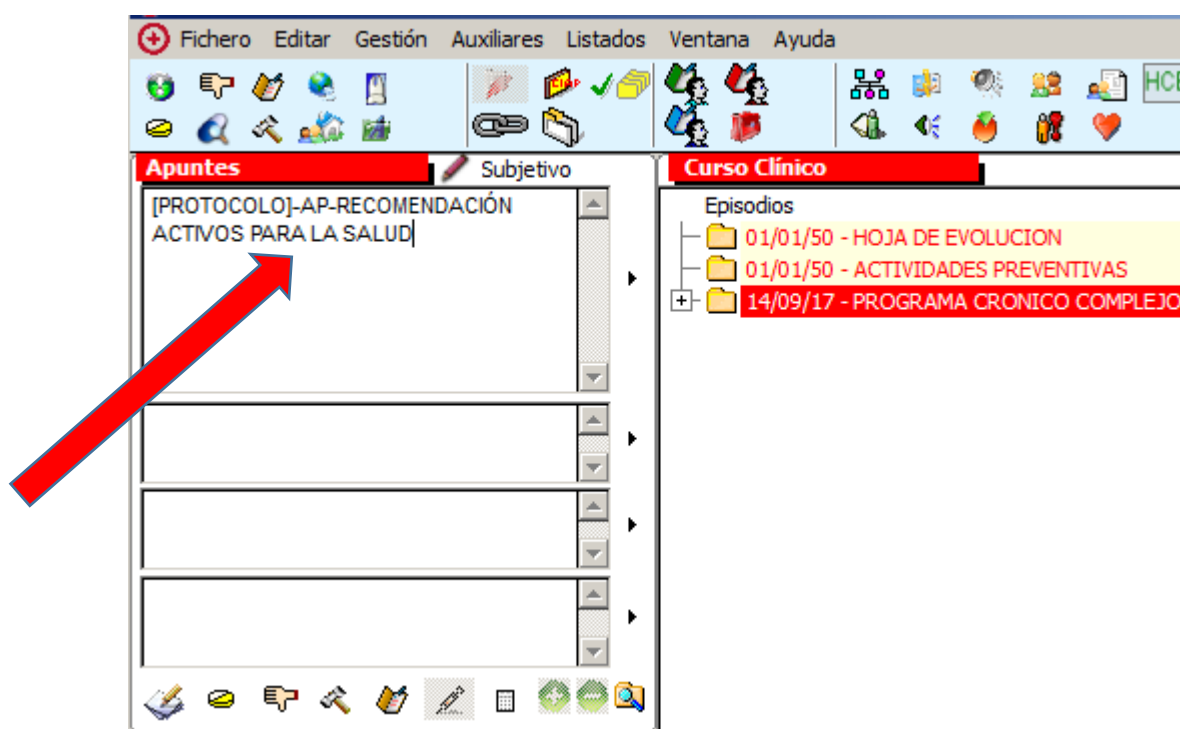 Fichero Editar Gestión Auxiliares Listados Ventana Ayuda
Apuntes
Subjetivo
[PROTOCOLO]-AP-RECOMENDACIÓN
ACTIVOS PARA LA SALUD
Curso Clínico
Episodios
01/01/50 - HOJA DE EVOLUCION
01/01/50 - ACTIVIDADES PREVENTIVAS
14/09/17 - PROGRAMA CRONICO COMPLEJO